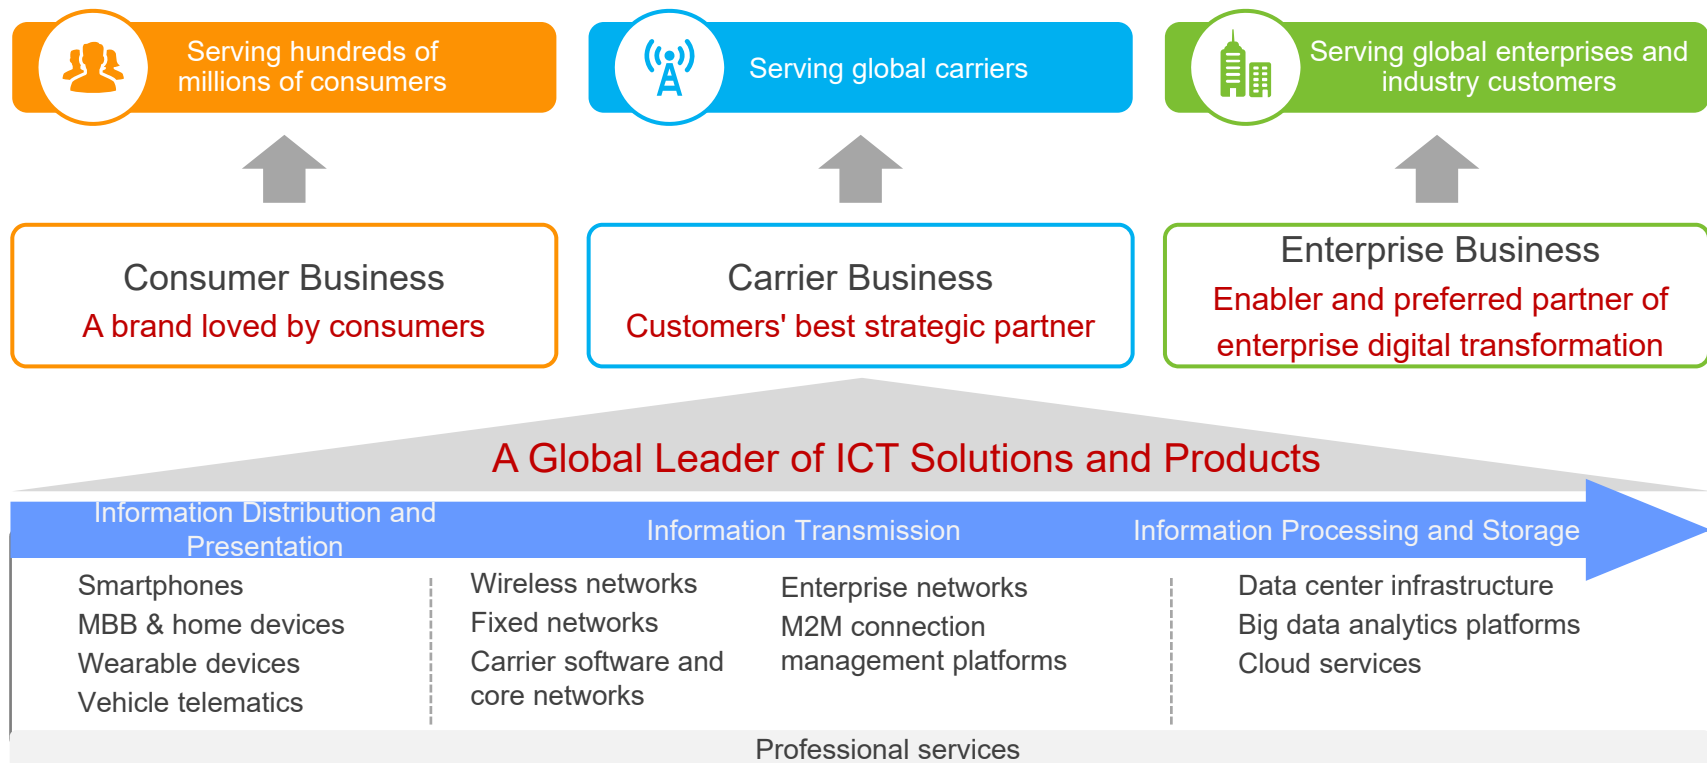 Serving hundreds of
millions of consumers
Serving global carriers
Serving global enterprises and
industry customers
Consumer Business
A brand loved by consumers
Carrier Business
Customers' best strategic partner
Enterprise Business
Enabler and preferred partner of
enterprise digital transformation
A Global Leader of ICT Solutions and Products
Information Distribution and
Presentation
Information Transmission
Information Processing and Storage
Smartphones
MBB & home devices
Wearable devices
Vehicle telematics
Wireless networks
Fixed networks
Carrier software and
core networks
Enterprise networks
M2M connection
management platforms
Data center infrastructure
Big data analytics platforms
Cloud services
Professional services